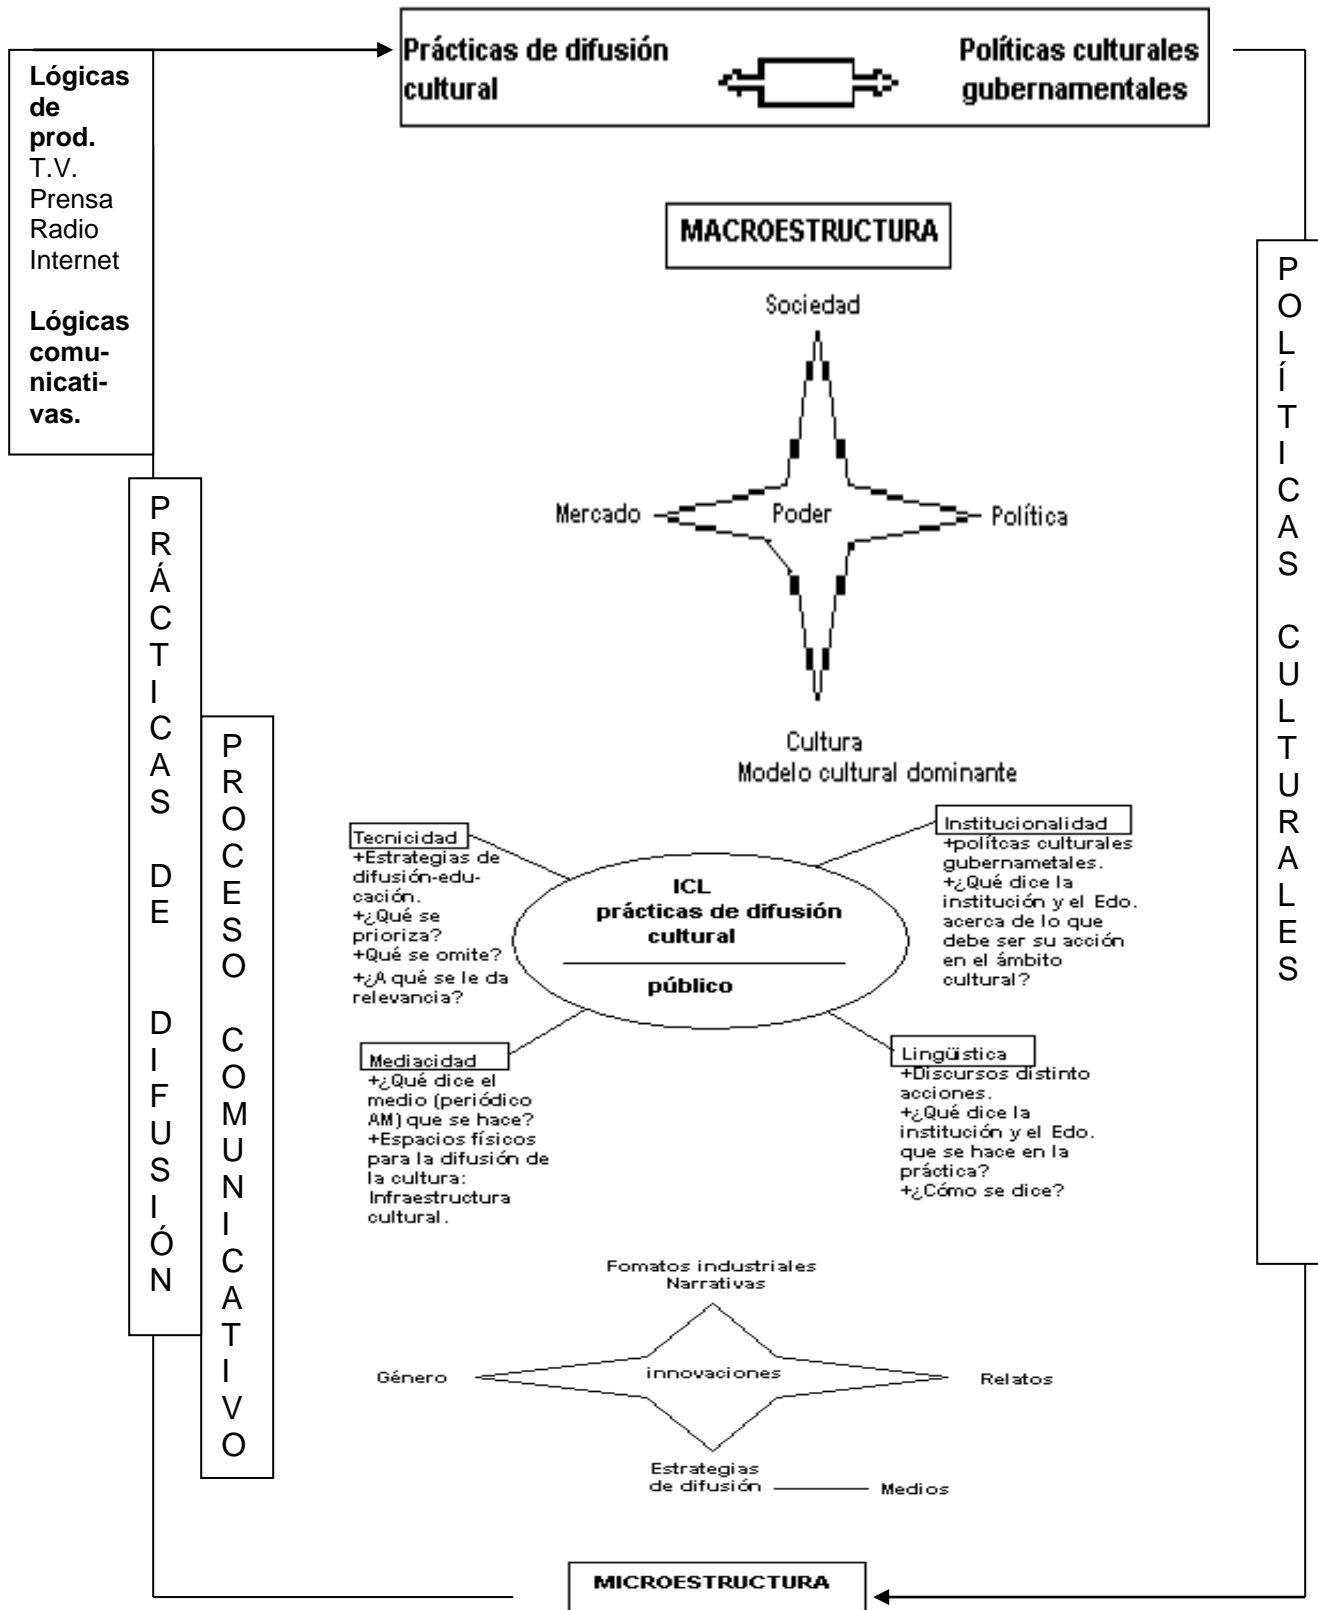 Prácticas de difusión
cultural
Políticas culturales
gubernamentales
Lógicas
de
prod.
T.V.
Prensa
Radio
Internet
Lógicas
comu-
nicati-
vas.
MACROESTRUCTURA
Sociedad
Mercado
Poder
Política
Cultura
Modelo cultural dominante
PRÁCTICAS DE DIFUSIÓN
PROCESO COMUNICATIVO
POLÍTICAS CULTURALES
Tecnicidad
+Estrategias de
difusión-edu-
cación.
+¿Qué se
prioriza?
+Qué se omite?
+¿A qué se le da
relevancia?
Institucionalidad
+polítcas culturales
gubernametales.
+¿Qué dice la
institución y el Edo.
acerca de lo que
debe ser su acción
en el ámbito
cultural?
ICL
prácticas de difusión
cultural
público
Mediacidad
+¿Qué dice el
medio (periódico
AM) que se hace?
+Espacios físicos
para la difusión de
la cultura:
Infraestructura
cultural.
Lingüistica
+Discursos distinto
acciones.
+¿Qué dice la
institución y el Edo.
que se hace en la
práctica?
+¿Cómo se dice?
Fomatos industriales
Narrativas
Género
innovaciones
Relatos
Estrategias
de difusión
Medios
MICROESTRUCTURA